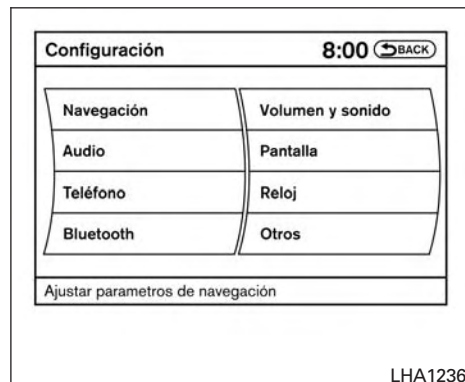 Configuración 8:00 BACK
Navegación Volumen y sonido
Audio Pantalla
Teléfono Reloj
Bluetooth Otros
Ajustar parametros de navegación
LHA1236